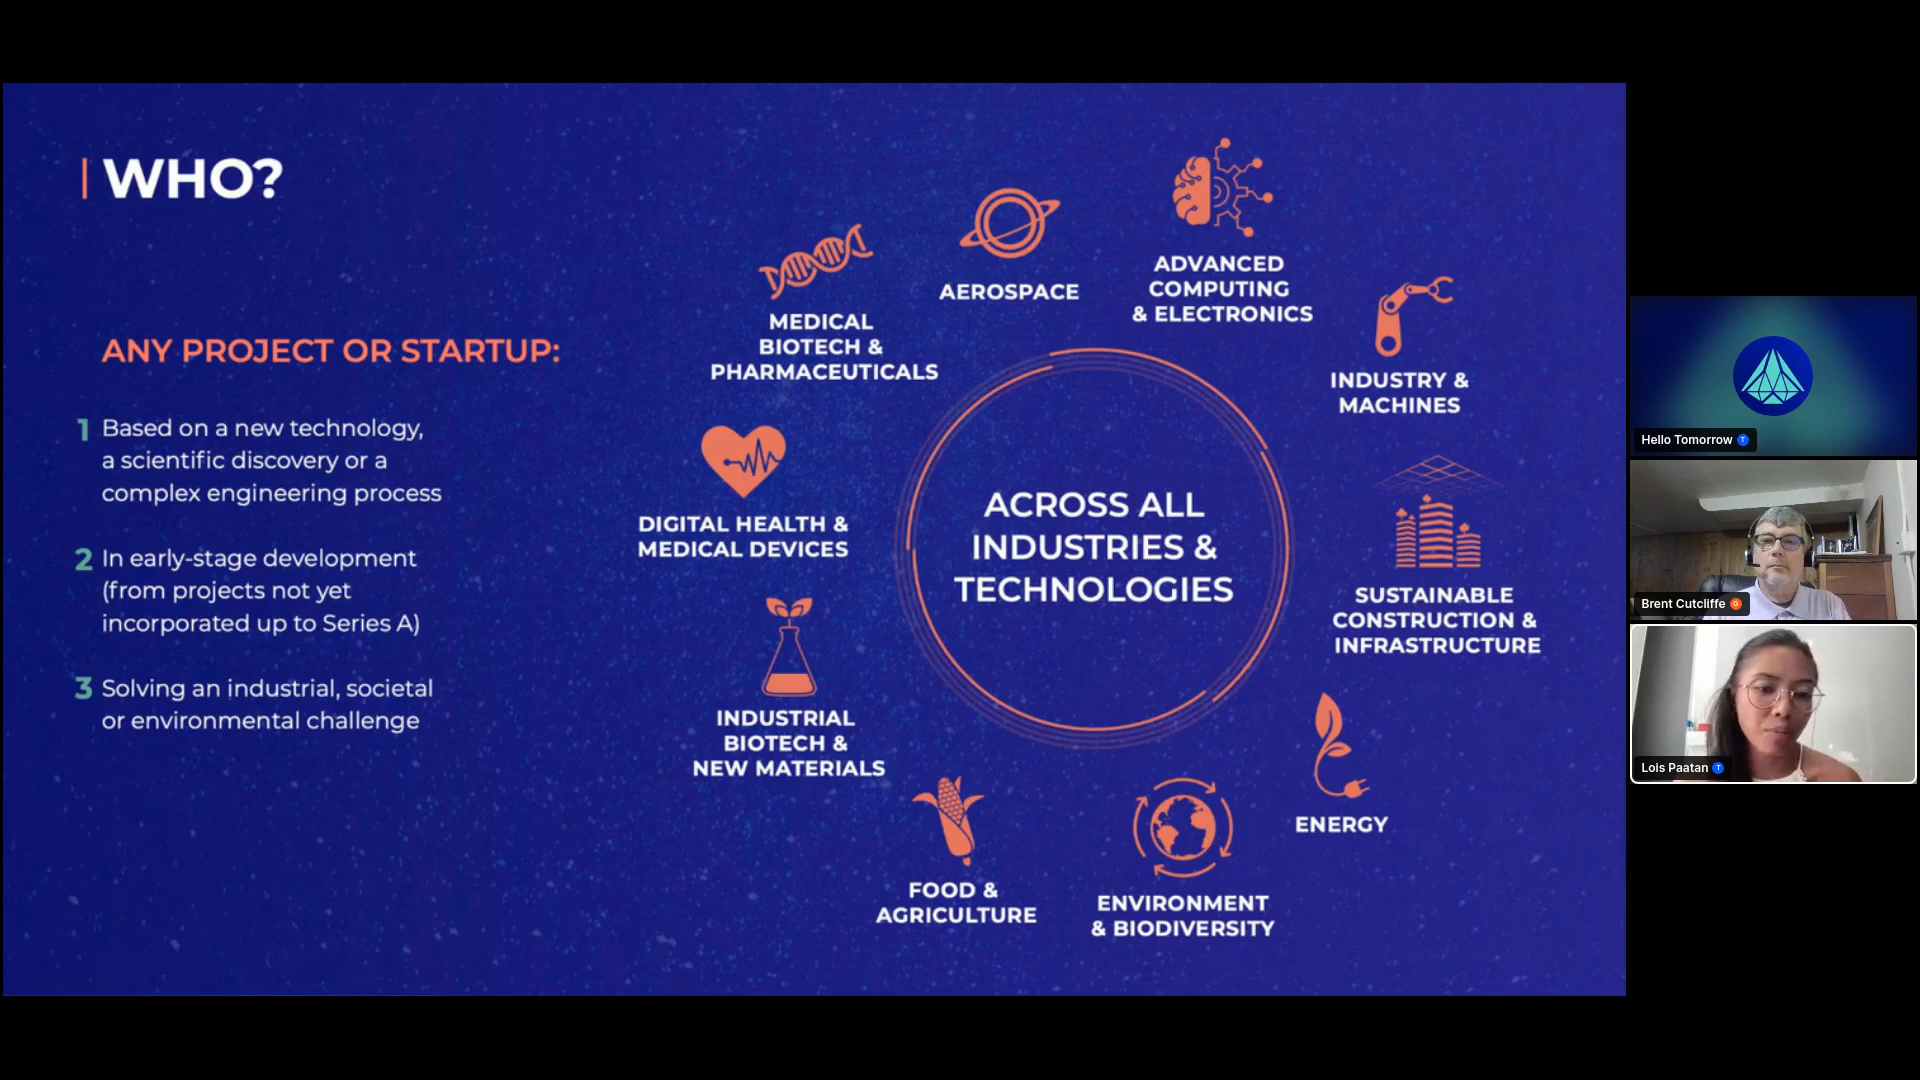 WHO?
ANY PROJECT OR STARTUP:
1 Based on a new technology,
a scientific discovery or a
complex engineering process
2 In early-stage development
(from projects not yet
incorporated up to Series A)
3 Solving an industrial, societal
or environmental challenge
MEDICAL
BIOTECH &
PHARMACEUTICALS
AEROSPACE
ADVANCED
COMPUTING
& ELECTRONICS
INDUSTRY &
MACHINES
DIGITAL HEALTH &
MEDICAL DEVICES
ACROSS ALL
INDUSTRIES &
TECHNOLOGIES
SUSTAINABLE
CONSTRUCTION &
INFRASTRUCTURE
INDUSTRIAL
BIOTECH &
NEW MATERIALS
ENERGY
FOOD &
AGRICULTURE
ENVIRONMENT
& BIODIVERSITY
Hello Tomorrow T
Brent Cutcliffe G
Lois Paatan T